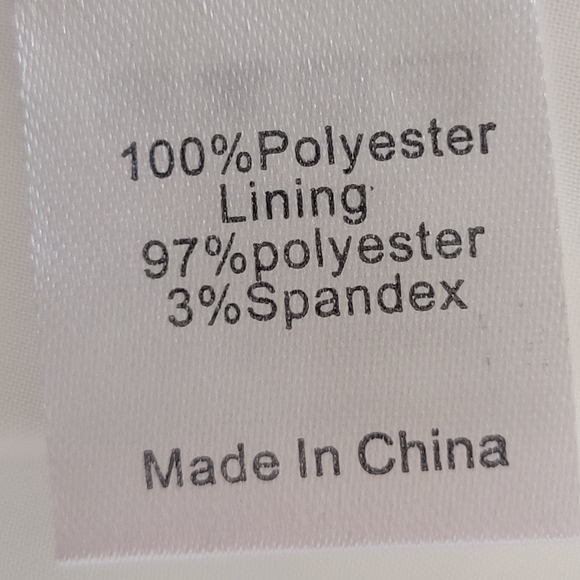 100%Polyester
Lining
97%polyester
3%Spandex
Made In China